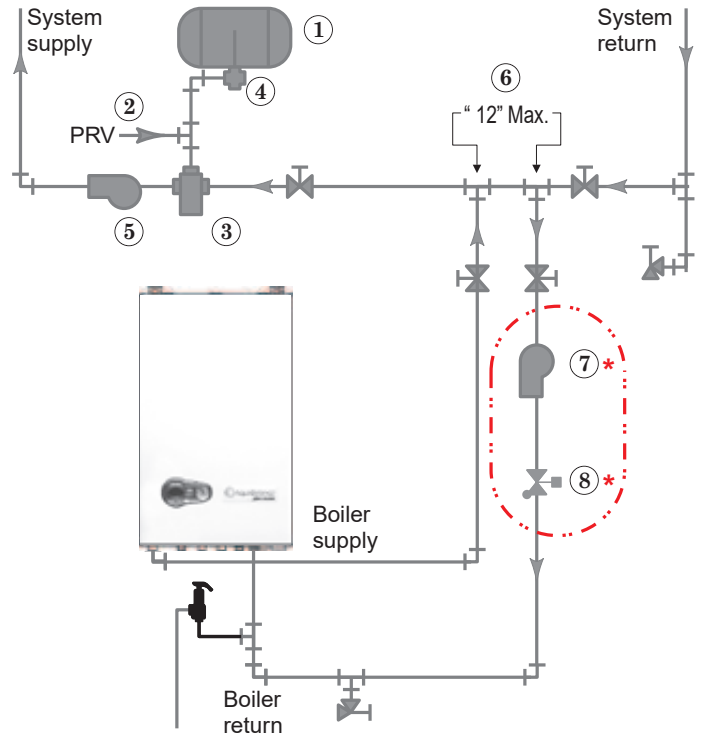 System
supply
System
return
1
2
PRV
4
6
“ 12” Max.
5
3
7 *
8 *
Boiler
supply
Boiler
return